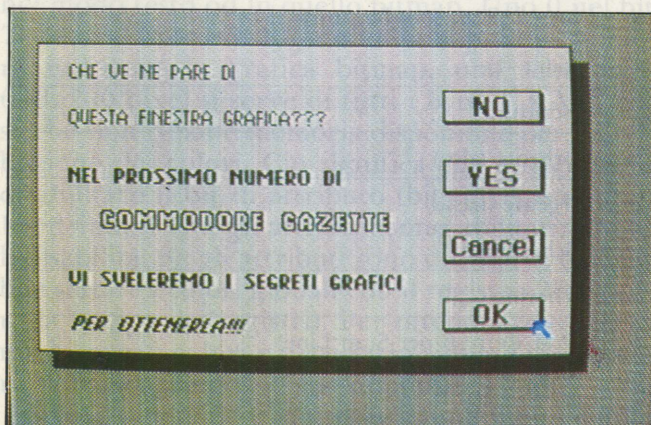 CHE VE NE PARE DI
QUESTA FINESTRA GRAFICA???
NEL PROSSIMO NUMERO DI
COMMODORE GAZETTE
VI SVELEREMO I SEGRETI GRAFICI
PER OTTENERLA!!!
NO
YES
Cancel
OK